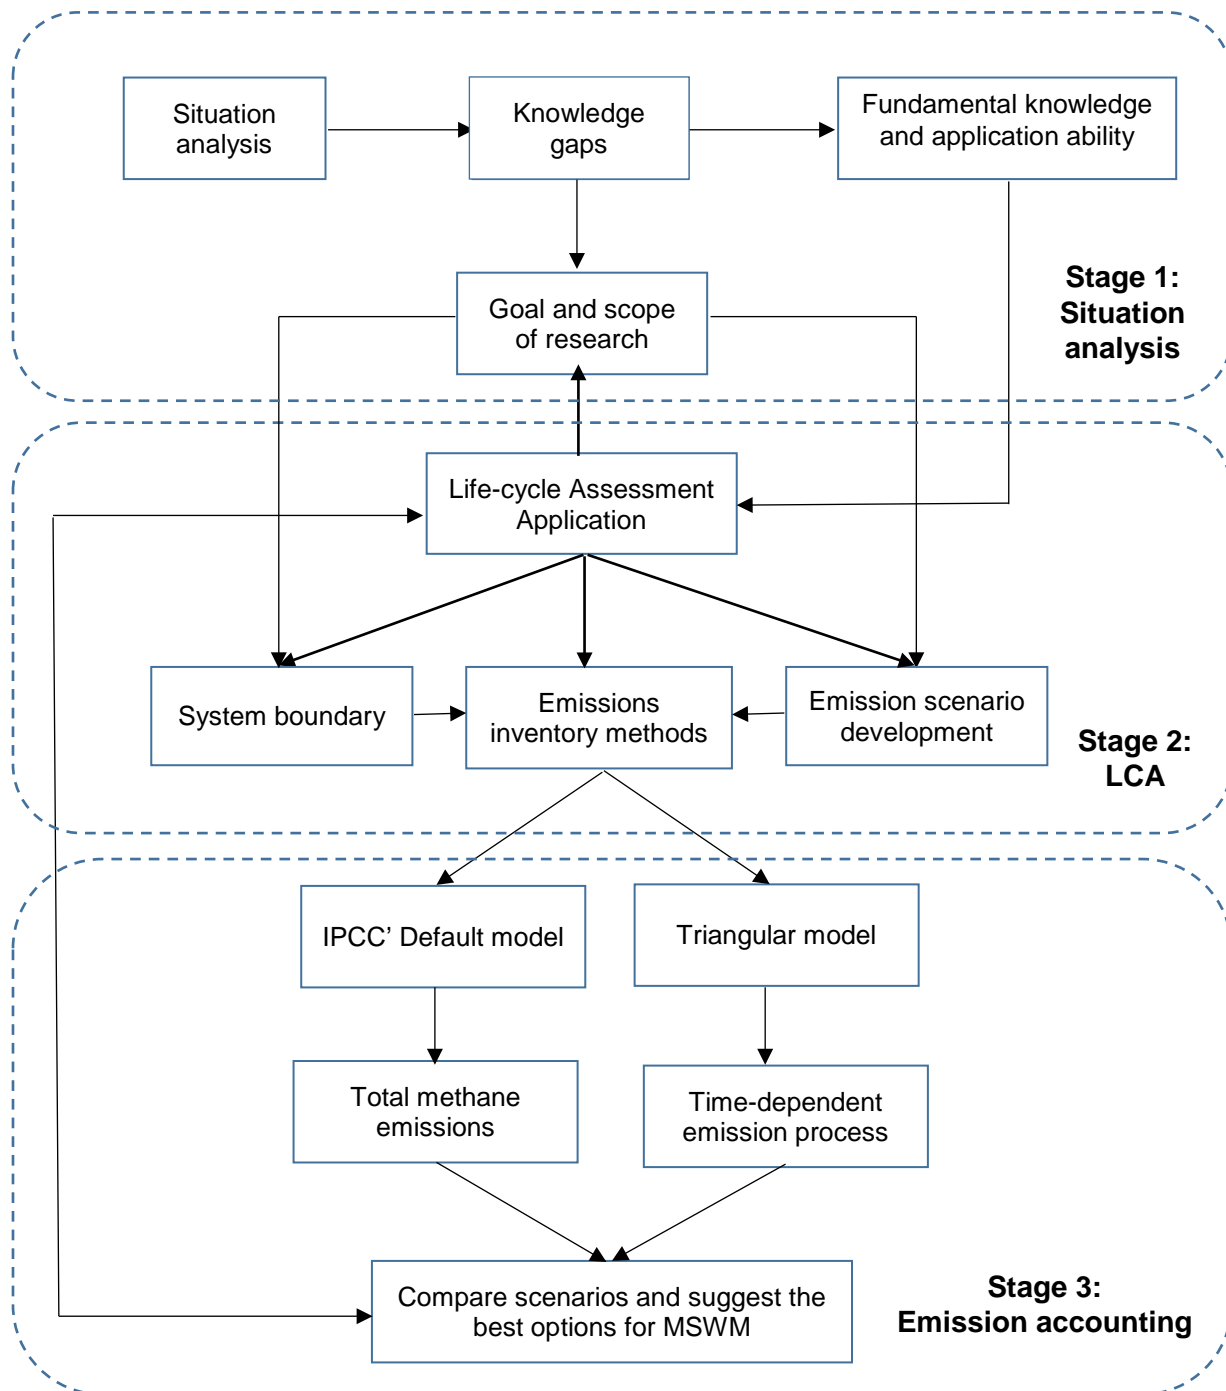 Situation
analysis
Knowledge
gaps
Fundamental knowledge
and application ability
Goal and scope
of research
Stage 1:
Situation
analysis
Life-cycle Assessment
Application
System boundary
Emissions
inventory methods
Emission scenario
development
Stage 2:
LCA
IPCC’ Default model
Triangular model
Total methane
emissions
Time-dependent
emission process
Compare scenarios and suggest the
best options for MSWM
Stage 3:
Emission accounting